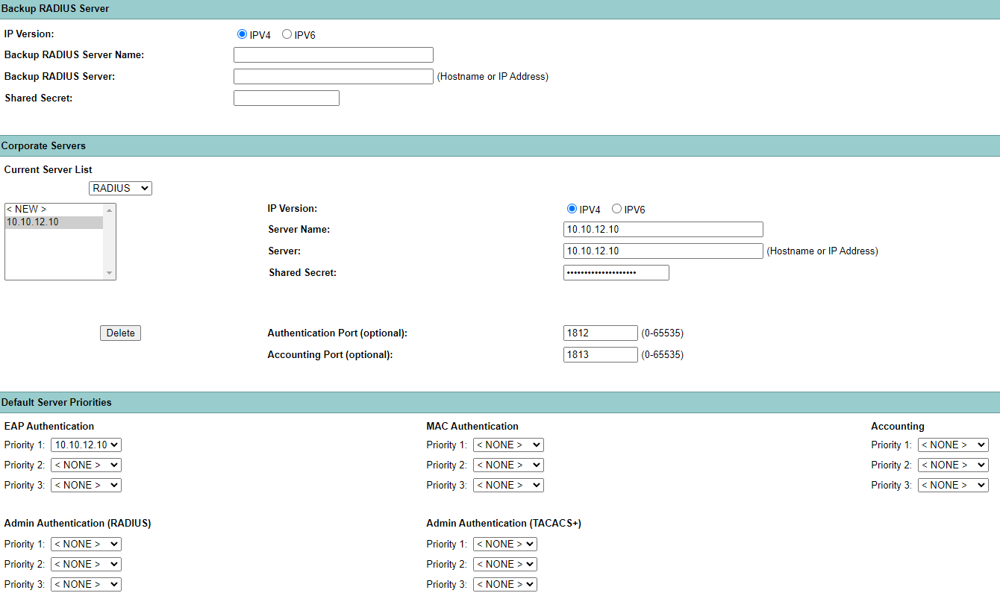 Backup RADIUS Server
IP Version: IPV4 IPV6
Backup RADIUS Server Name:
Backup RADIUS Server: (Hostname or IP Address)
Shared Secret:
Corporate Servers
Current Server List
RADIUS
< NEW >
10.10.12.10
IP Version: IPV4 IPV6
Server Name: 10.10.12.10
Server: 10.10.12.10 (Hostname or IP Address)
Shared Secret: ••••••••••••••••••••
Delete
Authentication Port (optional): 1812 (0-65535)
Accounting Port (optional): 1813 (0-65535)
Default Server Priorities
EAP Authentication
Priority 1: 10.10.12.10
Priority 2: < NONE >
Priority 3: < NONE >
MAC Authentication
Priority 1: < NONE >
Priority 2: < NONE >
Priority 3: < NONE >
Accounting
Priority 1: < NONE >
Priority 2: < NONE >
Priority 3: < NONE >
Admin Authentication (RADIUS)
Priority 1: < NONE >
Priority 2: < NONE >
Priority 3: < NONE >
Admin Authentication (TACACS+)
Priority 1: < NONE >
Priority 2: < NONE >
Priority 3: < NONE >